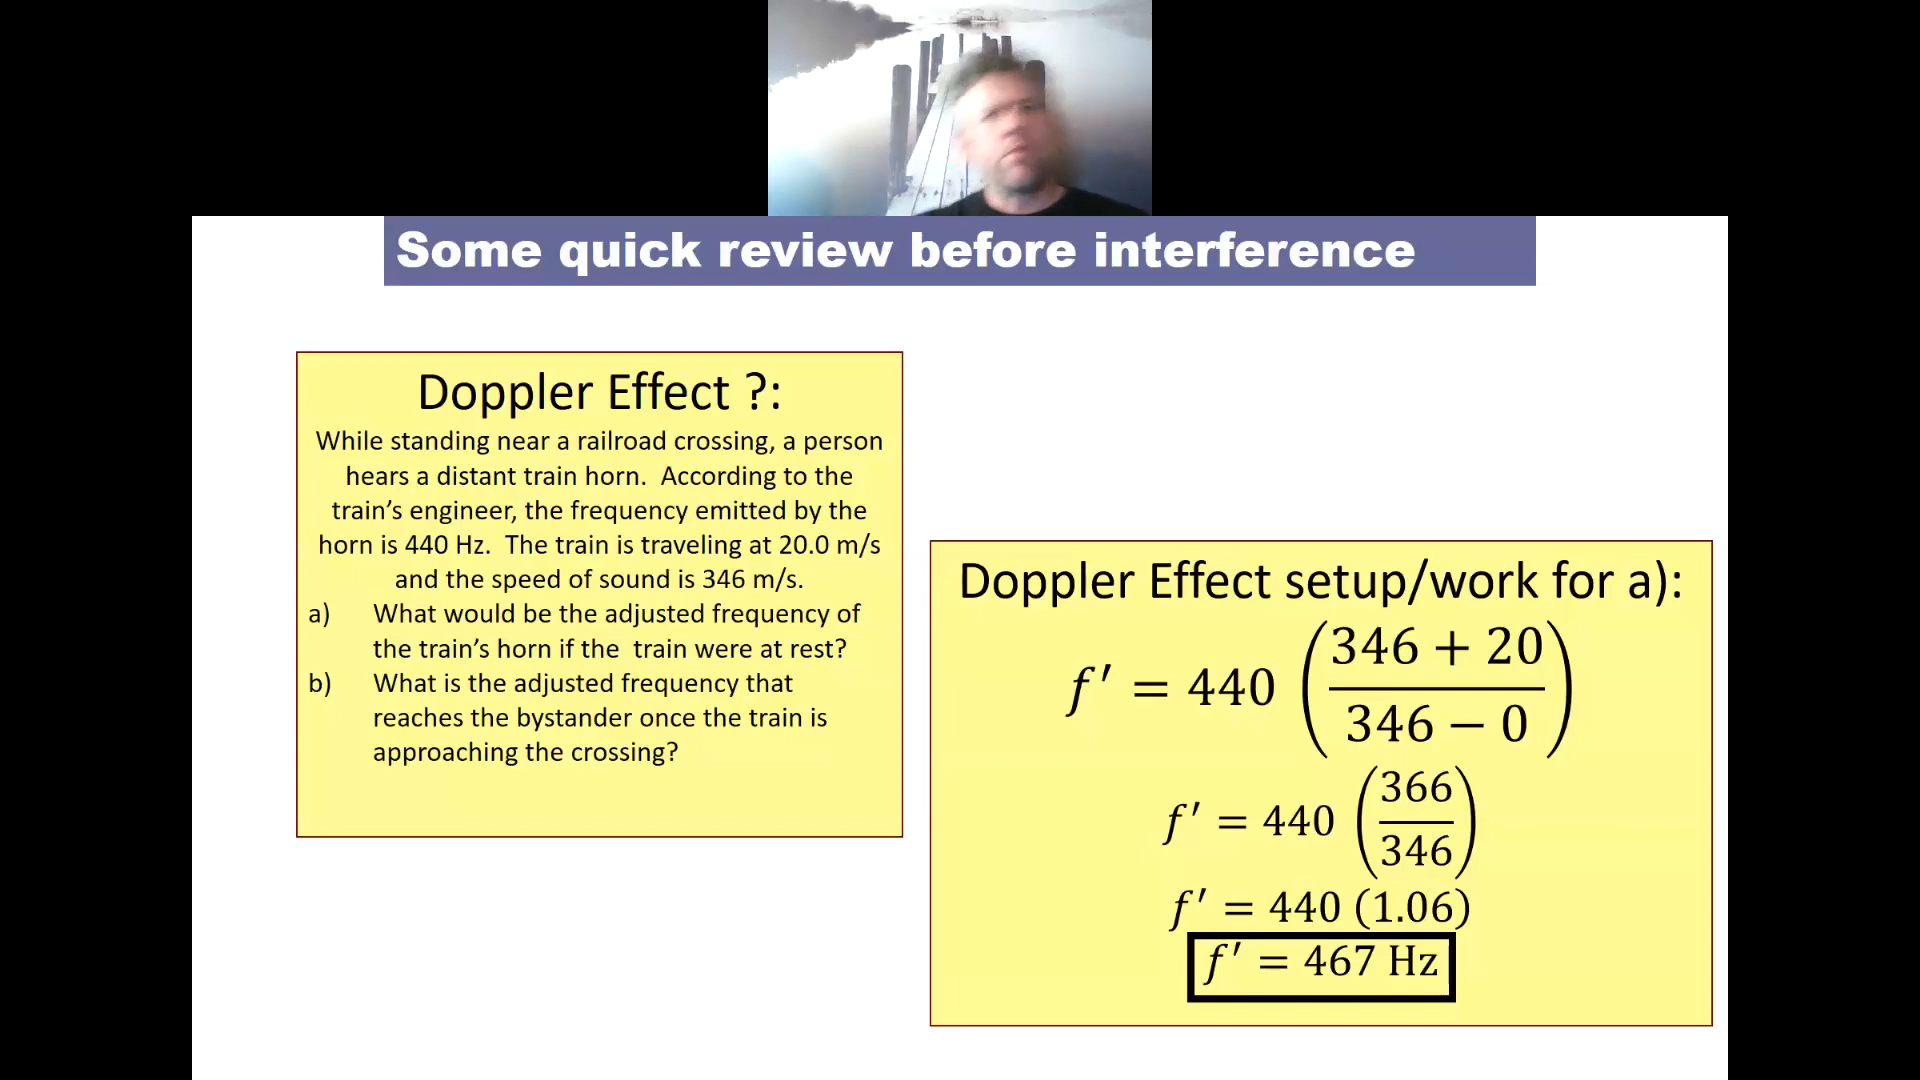 Some quick review before interference
Doppler Effect ?:
While standing near a railroad crossing, a person
hears a distant train horn.  According to the
train’s engineer, the frequency emitted by the
horn is 440 Hz.  The train is traveling at 20.0 m/s
and the speed of sound is 346 m/s.
a) What would be the adjusted frequency of
the train’s horn if the  train were at rest?
b) What is the adjusted frequency that
reaches the bystander once the train is
approaching the crossing?
Doppler Effect setup/work for a):
f′ = 440 (346 + 20 / 346 − 0)
f′ = 440 (366 / 346)
f′ = 440 (1.06)
f′ = 467 Hz